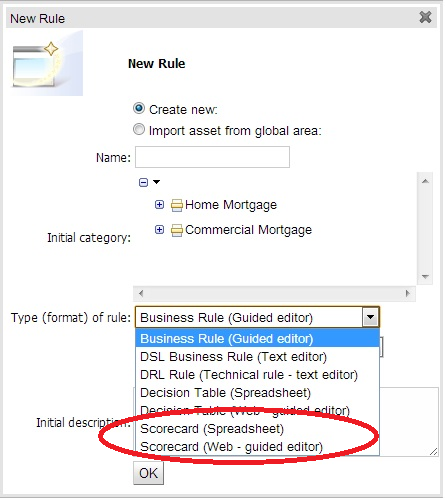 New Rule
New Rule
Create new:
Import asset from global area:
Name:
Home Mortgage
Commercial Mortgage
Initial category:
Type (format) of rule: Business Rule (Guided editor)
Business Rule (Guided editor)
DSL Business Rule (Text editor)
DRL Rule (Technical rule - text editor)
Decision Table (Spreadsheet)
Decision Table (Web - guided editor)
Initial description: Scorecard (Spreadsheet)
Scorecard (Web - guided editor)
OK